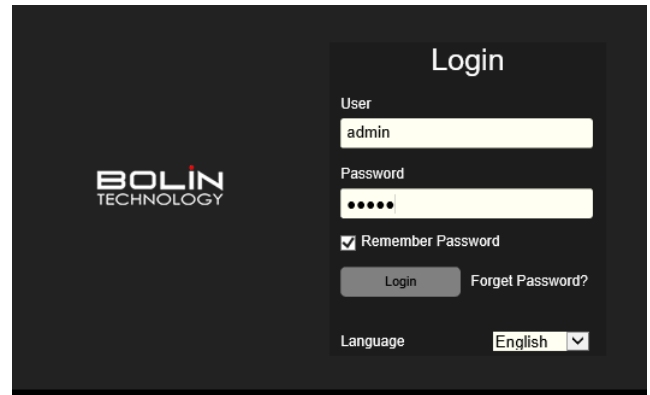 Login
User
admin
BOLIN
TECHNOLOGY
Password
•••••
Remember Password
Login Forget Password?
Language English